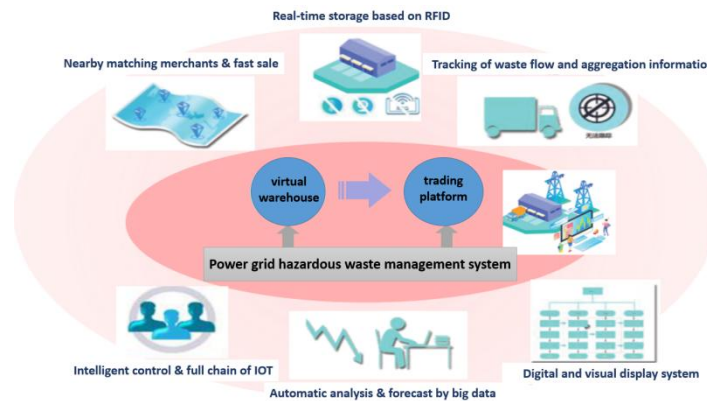 Real-time storage based on RFID
Nearby matching merchants & fast sale
Tracking of waste flow and aggregation informatio
virtual
warehouse
trading
platform
Power grid hazardous waste management system
Intelligent control & full chain of IOT
Automatic analysis & forecast by big data
Digital and visual display system